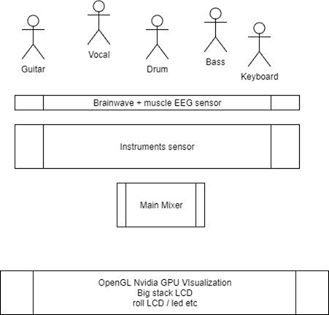 Guitar
Vocal
Drum
Bass
Keyboard
Brainwave + muscle EEG sensor
Instruments sensor
Main Mixer
OpenGL Nvidia GPU VIsualization
Big stack LCD
roll LCD / led etc